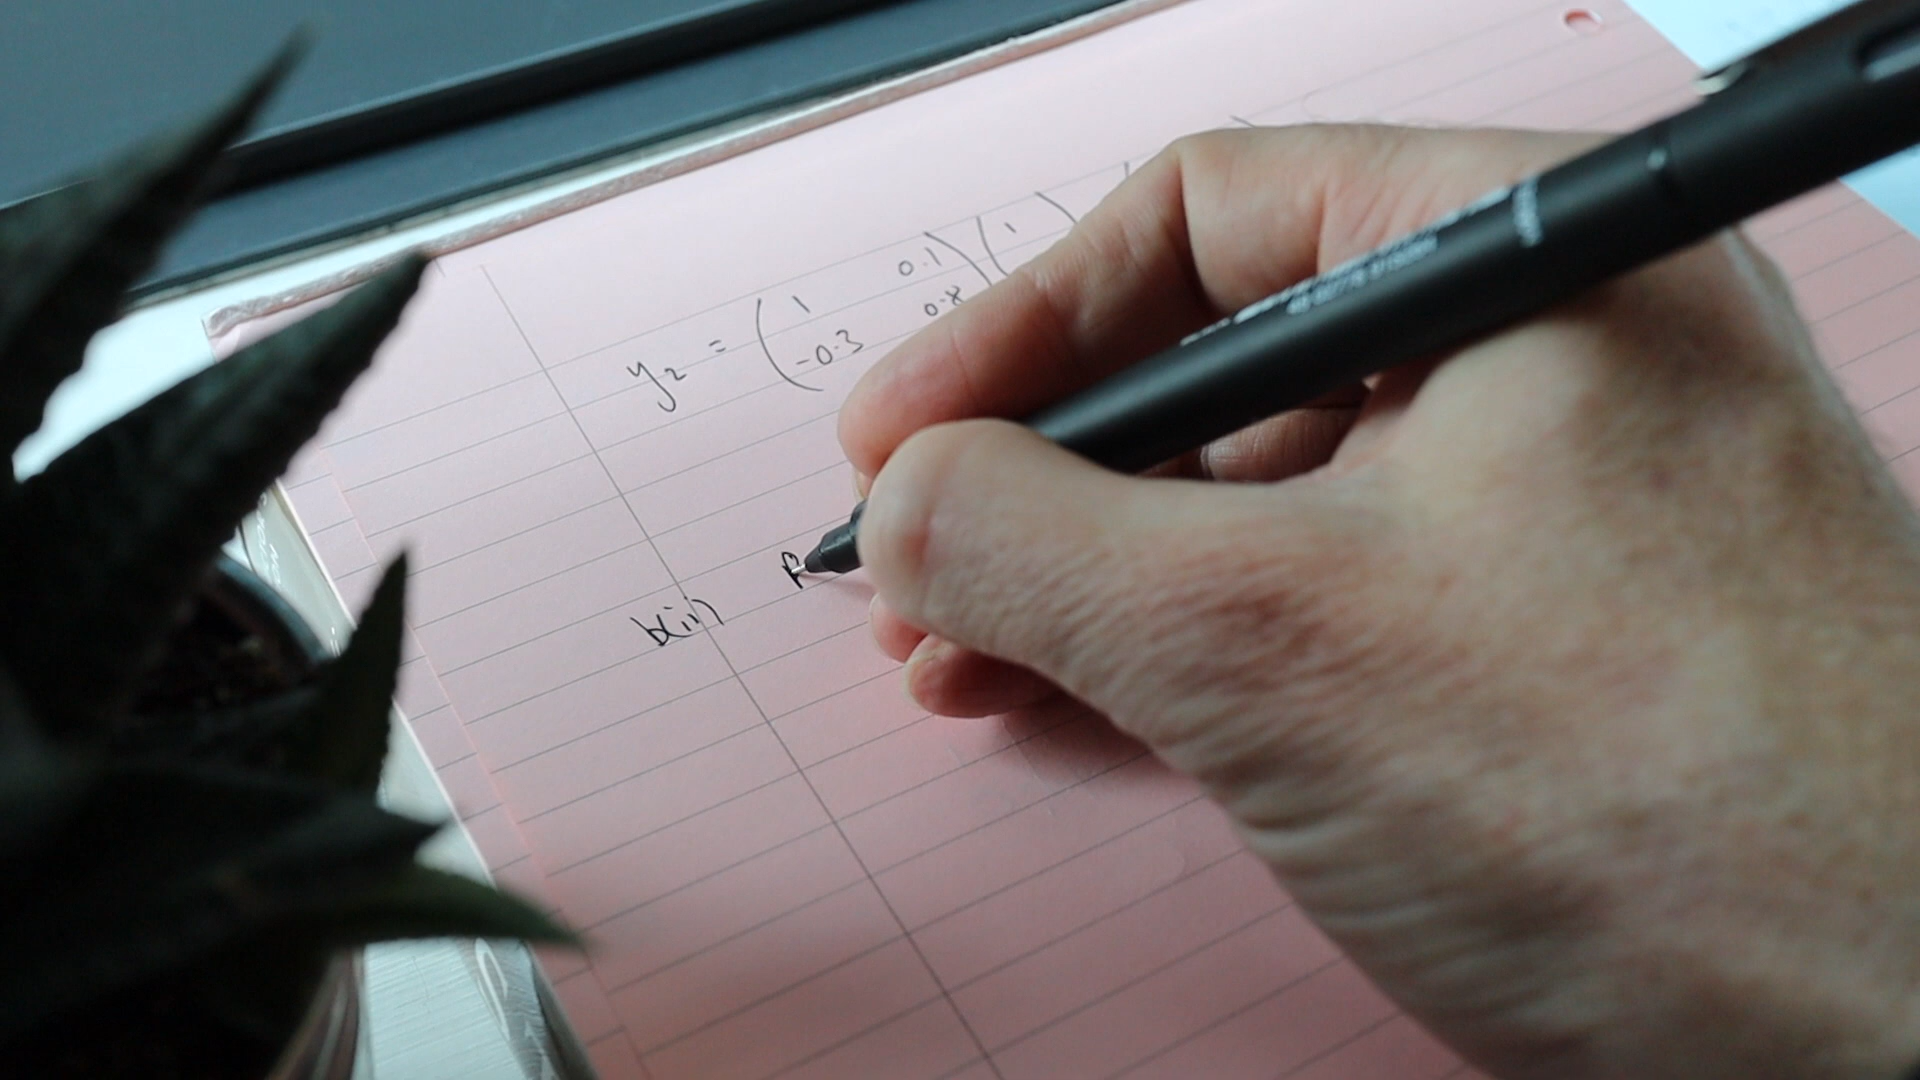 y₂ = ( 1 0.1 ) ( 1 )
-0.3 0.8
b(ii)